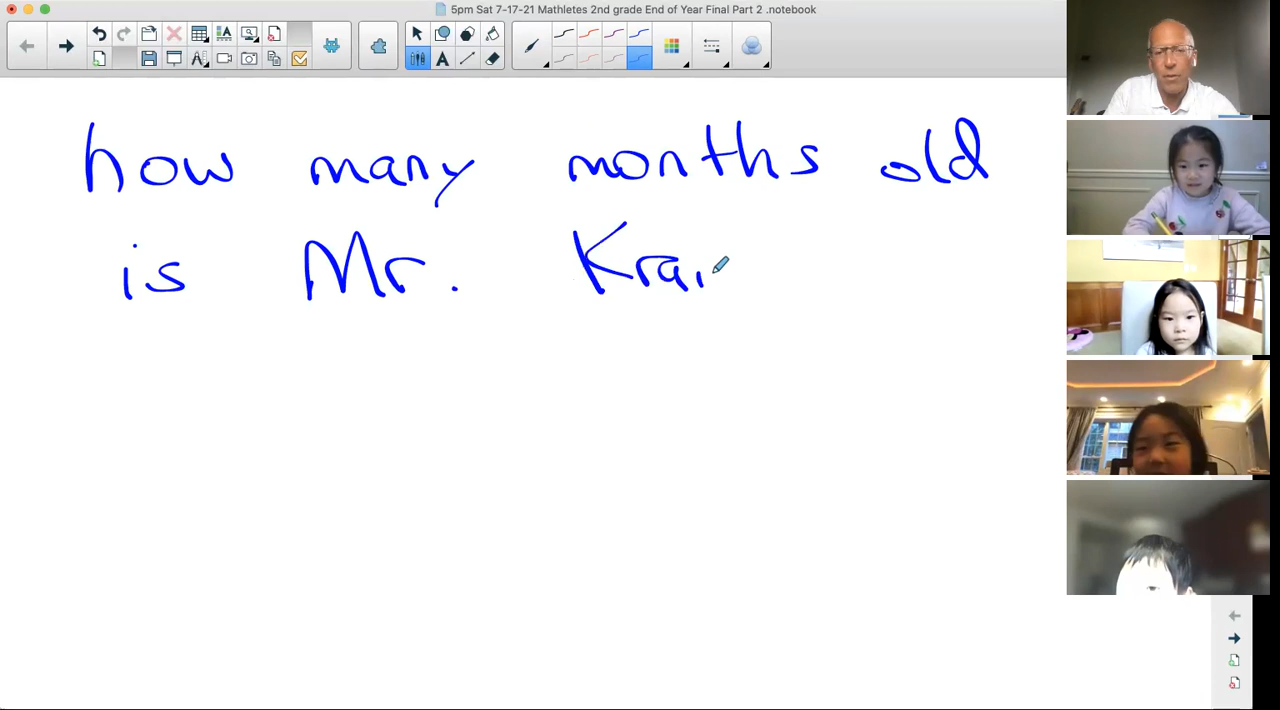 5pm Sat 7-17-21 Mathletes 2nd grade End of Year Final Part 2 .notebook
how many months old
is Mr. Kra